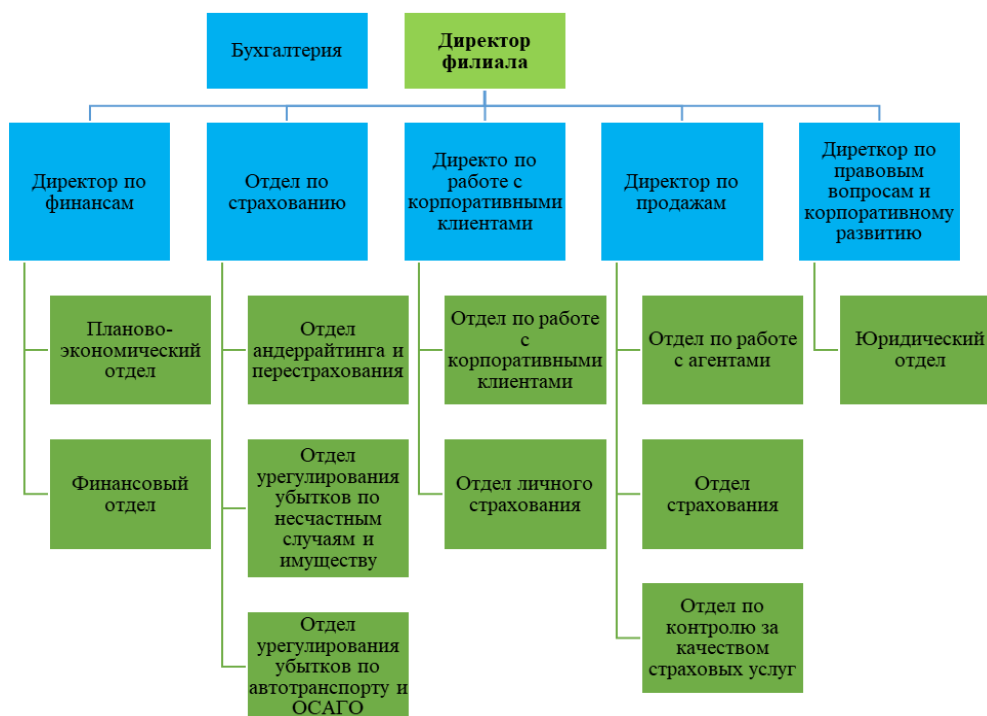 Бухгалтерия
Директор
филиала
Директор по
финансам
Отдел по
страхованию
Директо по
работе с
корпоративными
клиентами
Директор по
продажам
Диреткор по
правовым
вопросам и
корпоративному
развитию
Планово-
экономический
отдел
Отдел
андеррайтинга и
перестрахования
Отдел по работе
с
корпоративными
клиентами
Отдел по работе
с агентами
Юридический
отдел
Финансовый
отдел
Отдел
урегулирования
убытков по
несчастным
случаям и
имуществу
Отдел личного
страхования
Отдел
страхования
Отдел
урегулирования
убытков по
автотранспорту и
ОСАГО
Отдел по
контролю за
качеством
страховых услуг